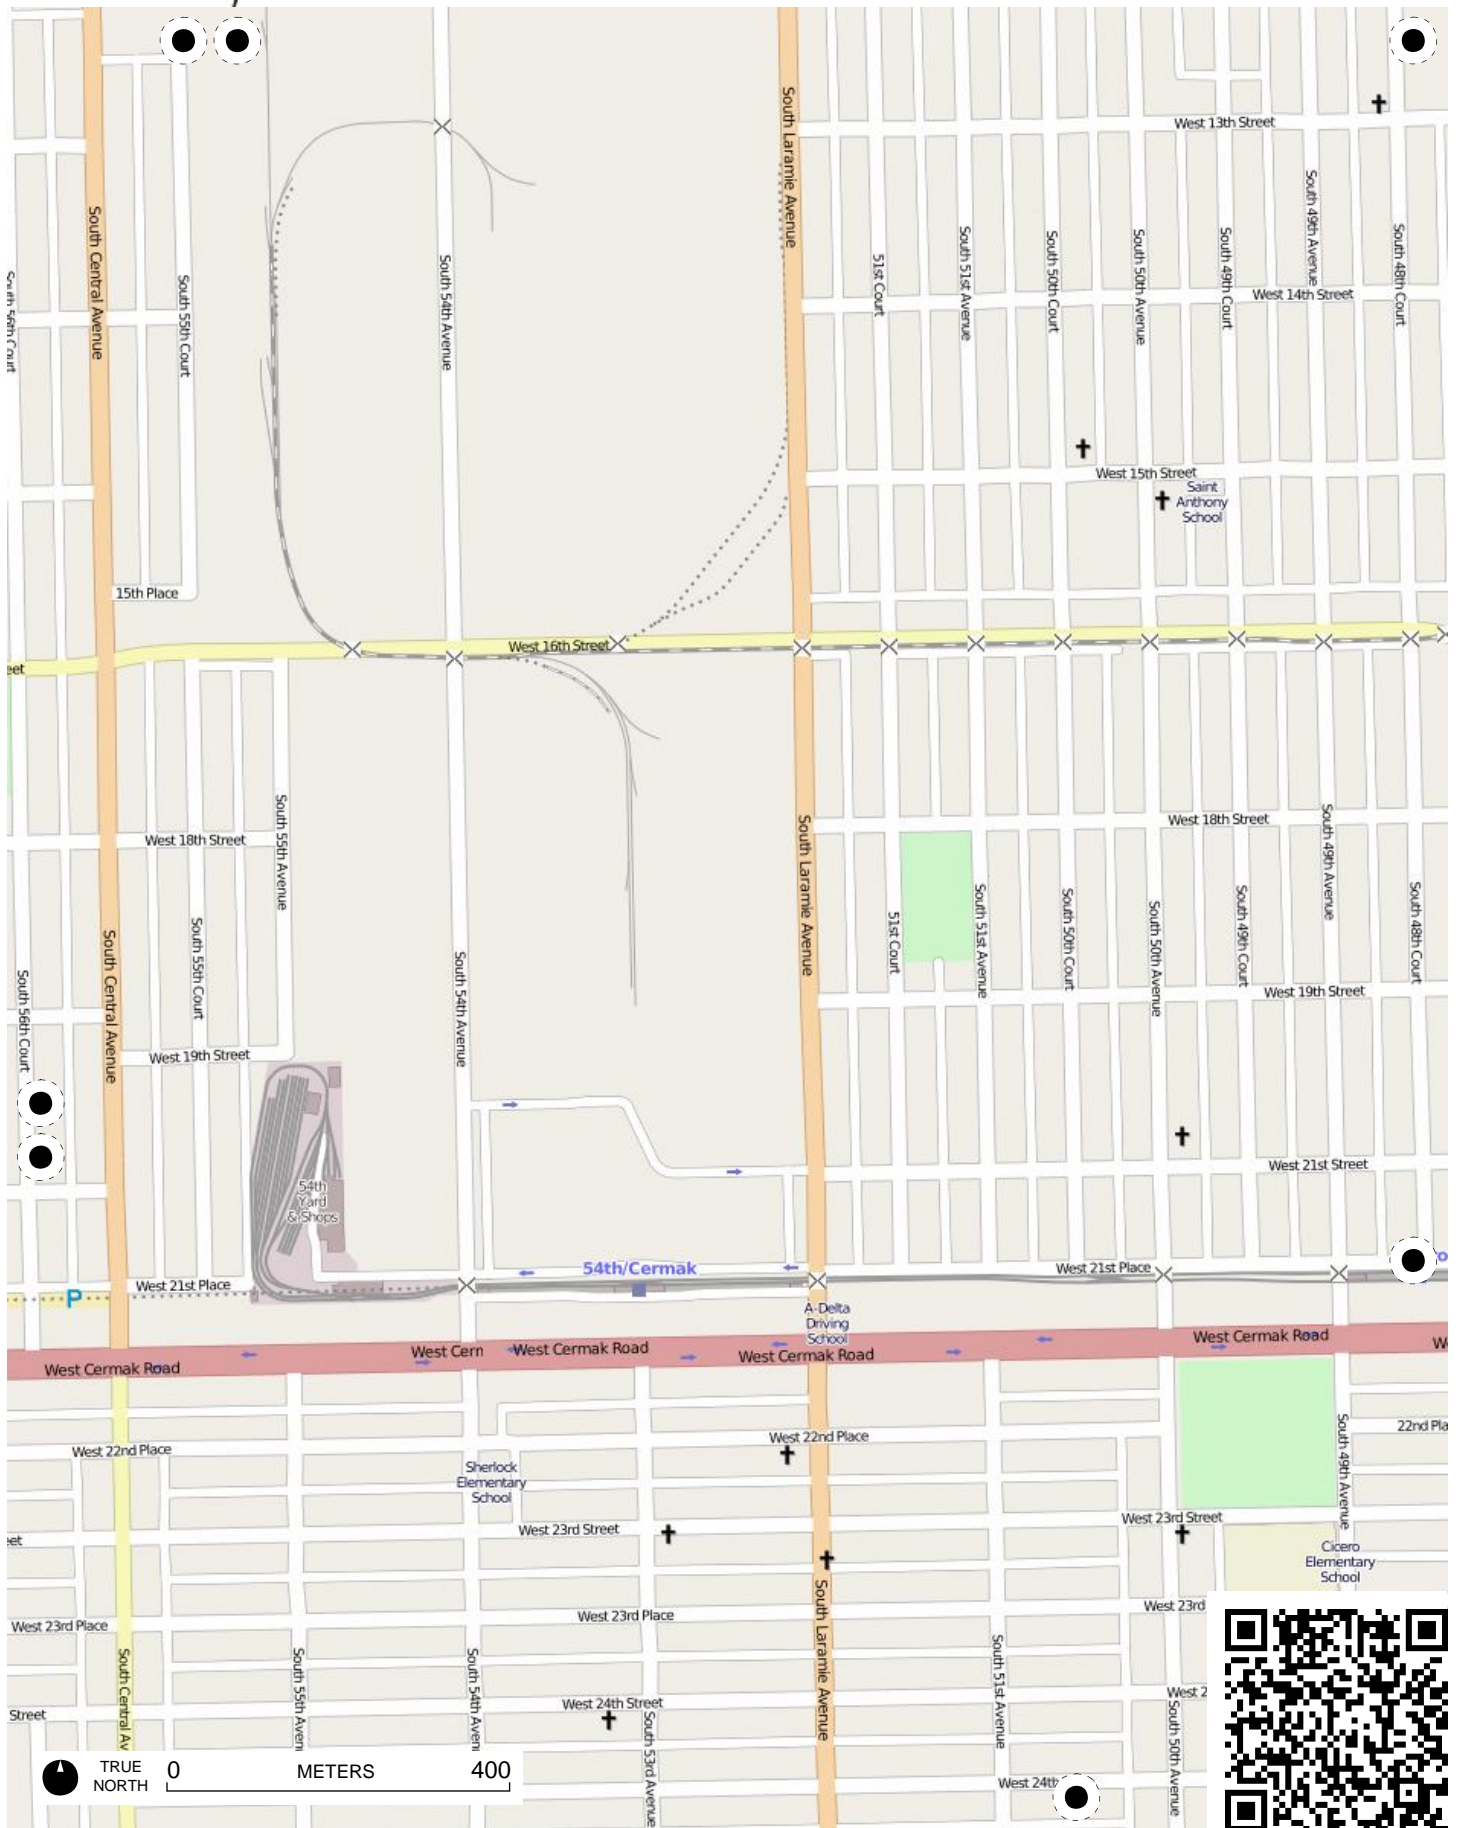 West 13th Street
South Laramie Avenue
South 49th Avenue
South Central Avenue
South 55th Court
South 54th Avenue
51st Court
South 51st Avenue
South 50th Court
South 50th Avenue
South 49th Court
South 48th Court
South 56th Court
West 14th Street
West 15th Street
Saint
Anthony
School
15th Place
West 16th Street
eet
South 55th Avenue
West 18th Street
West 18th Street
South Laramie Avenue
South 49th Avenue
51st Court
South 51st Avenue
South 50th Court
South 50th Avenue
South 49th Court
South 48th Court
South 55th Court
South Central Avenue
South 54th Avenue
South 56th Court
West 19th Street
West 19th Street
West 21st Street
54th
Yard
& Shops
54th/Cermak
West 21st Place
West 21st Place
P
A-Delta
Driving
School
West Cermak Road
West Cern
West Cermak Road
West Cermak Road
West Cermak Road
W
West 22nd Place
West 22nd Place
22nd Pla
South 49th Avenue
Sherlock
Elementary
School
West 23rd Street
West 23rd Street
eet
Cicero
Elementary
School
West 23rd Place
West 23rd Place
West 23rd
South Central Av
South 55th Aven
South 54th Aven
South Laramie Avenue
South 51st Avenue
West 24th Street
West 2
Street
South 53rd Avenue
South 50th Avenue
West 24th
TRUE
NORTH
0
METERS
400